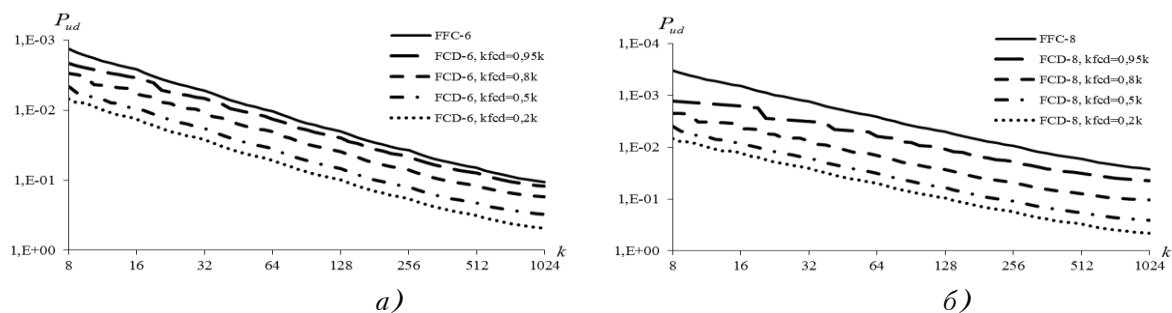 P_ud
1,E-03
1,E-02
1,E-01
1,E+00
8 16 32 64 128 256 512 1024 k
FFC-6
FCD-6, kfcd=0,95k
FCD-6, kfcd=0,8k
FCD-6, kfcd=0,5k
FCD-6, kfcd=0,2k
а)
P_ud
1,E-04
1,E-03
1,E-02
1,E-01
1,E+00
8 16 32 64 128 256 512 1024 k
FFC-8
FCD-8, kfcd=0,95k
FCD-8, kfcd=0,8k
FCD-8, kfcd=0,5k
FCD-8, kfcd=0,2k
б)